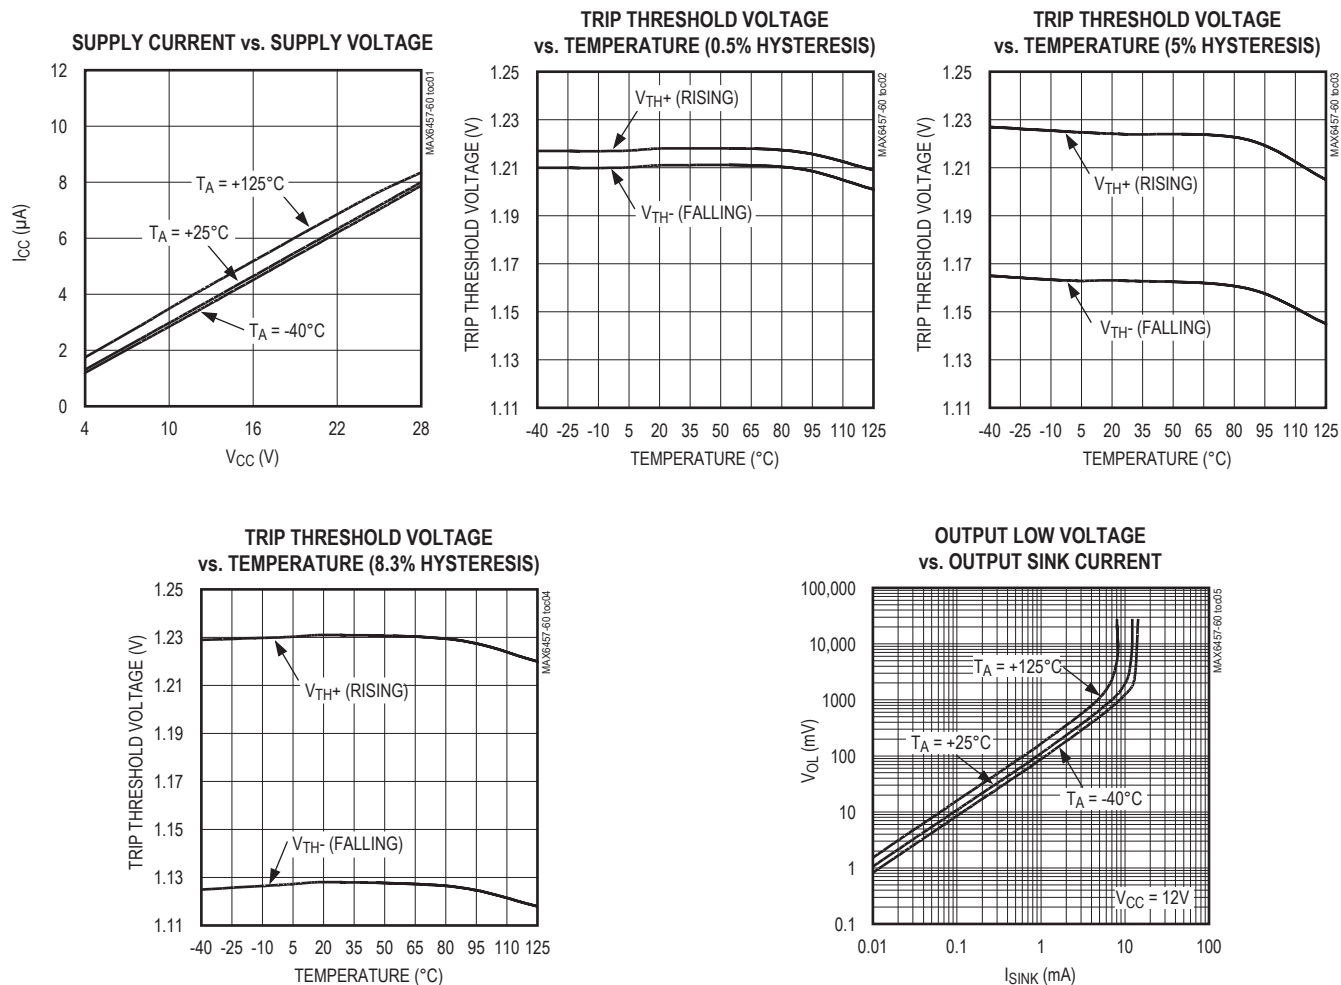 SUPPLY CURRENT vs. SUPPLY VOLTAGE
12
10
8
6
4
2
0
ICC (µA)
TA = +125°C
TA = +25°C
TA = -40°C
4 10 16 22 28
VCC (V)
MAX6457-60 toc01
TRIP THRESHOLD VOLTAGE
vs. TEMPERATURE (0.5% HYSTERESIS)
1.25
1.23
1.21
1.19
1.17
1.15
1.13
1.11
TRIP THRESHOLD VOLTAGE (V)
VTH+ (RISING)
VTH- (FALLING)
-40 -25 -10 5 20 35 50 65 80 95 110 125
TEMPERATURE (°C)
MAX6457-60 toc02
TRIP THRESHOLD VOLTAGE
vs. TEMPERATURE (5% HYSTERESIS)
1.25
1.23
1.21
1.19
1.17
1.15
1.13
1.11
TRIP THRESHOLD VOLTAGE (V)
VTH+ (RISING)
VTH- (FALLING)
-40 -25 -10 5 20 35 50 65 80 95 110 125
TEMPERATURE (°C)
MAX6457-60 toc03
TRIP THRESHOLD VOLTAGE
vs. TEMPERATURE (8.3% HYSTERESIS)
1.25
1.23
1.21
1.19
1.17
1.15
1.13
1.11
TRIP THRESHOLD VOLTAGE (V)
VTH+ (RISING)
VTH- (FALLING)
-40 -25 -10 5 20 35 50 65 80 95 110 125
TEMPERATURE (°C)
MAX6457-60 toc04
OUTPUT LOW VOLTAGE
vs. OUTPUT SINK CURRENT
100,000
10,000
1000
100
10
1
0.1
VOL (mV)
TA = +125°C
TA = +25°C
TA = -40°C
VCC = 12V
0.01 0.1 1 10 100
ISINK (mA)
MAX6457-60 toc05